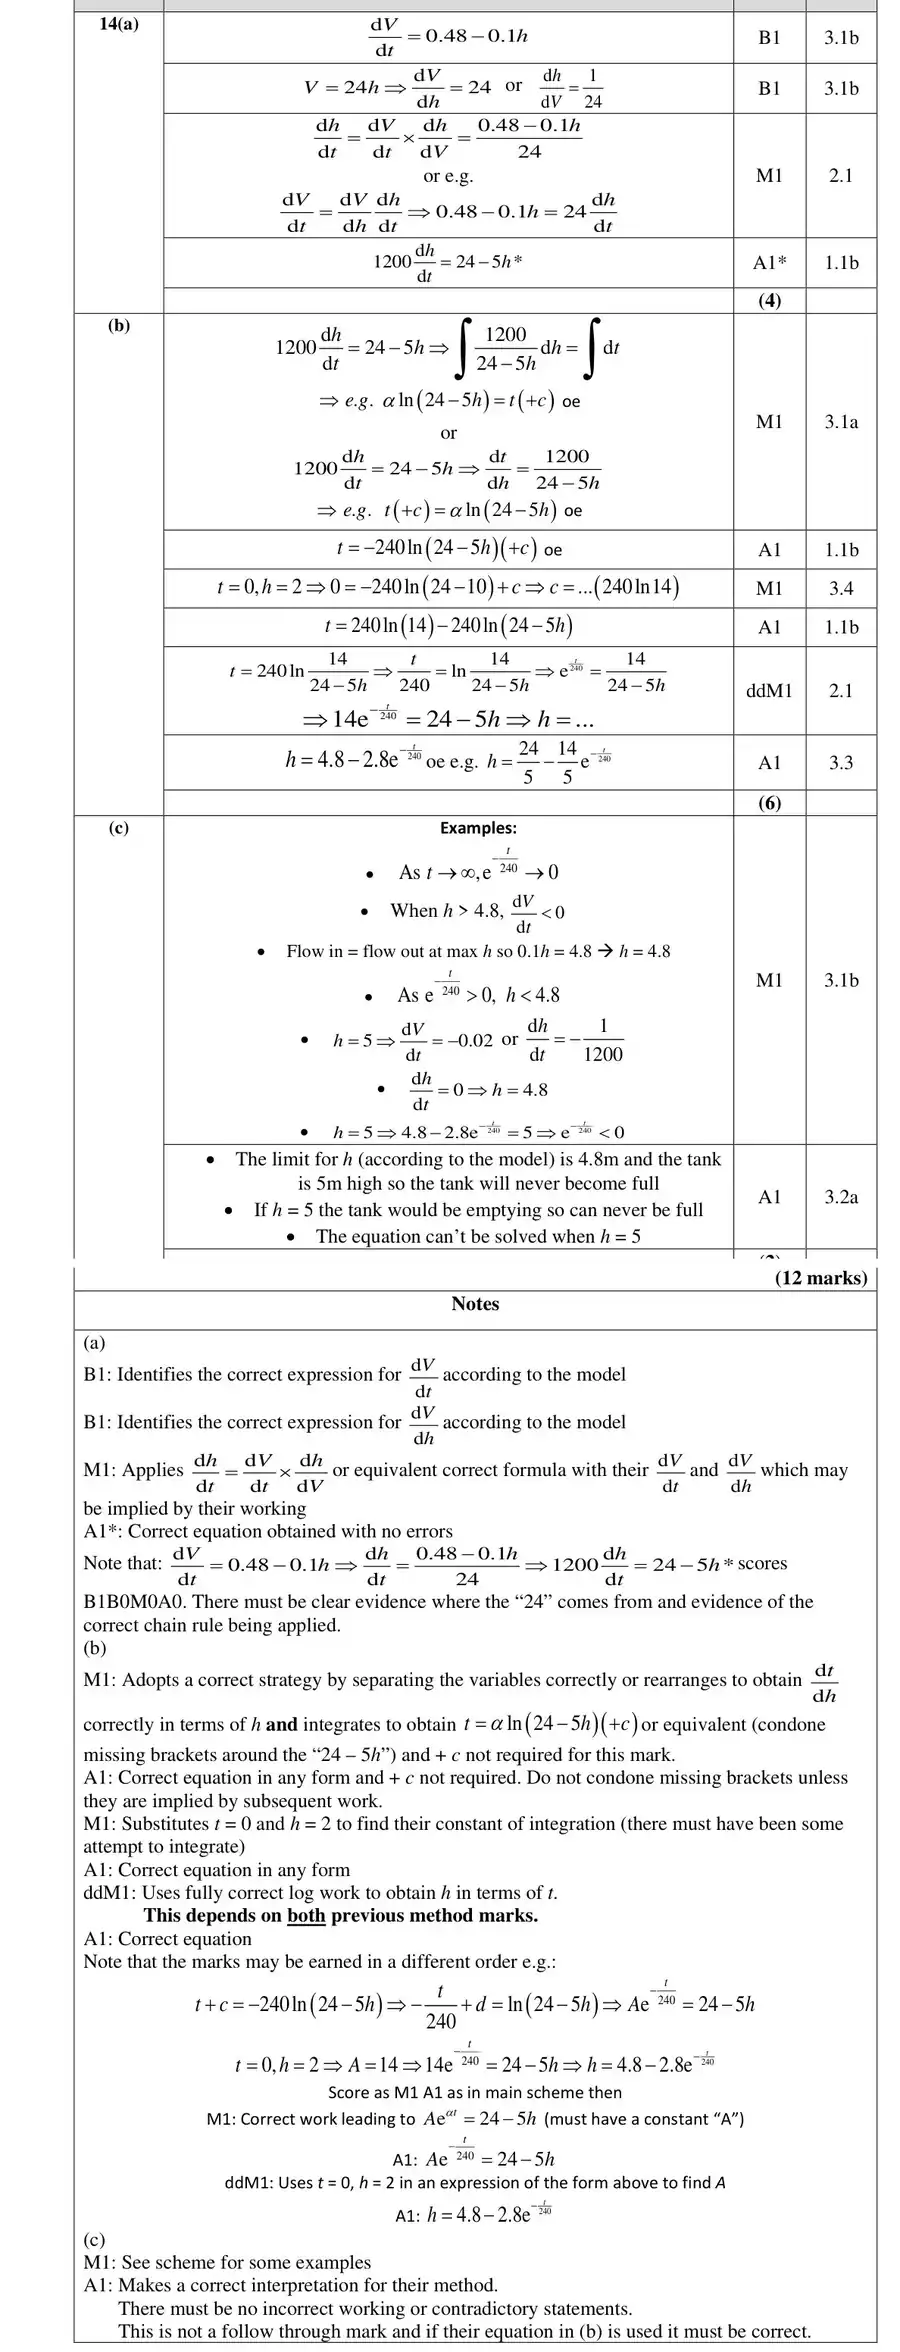 14(a) dV/dt = 0.48 − 0.1h B1 3.1b
V = 24h ⇒ dV/dh = 24 or dh/dV = 1/24 B1 3.1b
dh/dt = dV/dt × dh/dV = (0.48 − 0.1h)/24
or e.g.
M1 2.1
dV/dt = dV/dh dh/dt ⇒ 0.48 − 0.1h = 24 dh/dt
1200 dh/dt = 24 − 5h * A1* 1.1b
(4)
(b) 1200 dh/dt = 24 − 5h ⇒ ∫ 1200/(24 − 5h) dh = ∫ dt
⇒ e.g. α ln(24 − 5h) = t(+c) oe
or
M1 3.1a
1200 dh/dt = 24 − 5h ⇒ dt/dh = 1200/(24 − 5h)
⇒ e.g. t(+c) = α ln(24 − 5h) oe
t = −240 ln(24 − 5h)(+c) oe A1 1.1b
t = 0, h = 2 ⇒ 0 = −240 ln(24 − 10) + c ⇒ c = ...(240 ln 14) M1 3.4
t = 240 ln(14) − 240 ln(24 − 5h) A1 1.1b
t = 240 ln 14/(24 − 5h) ⇒ t/240 = ln 14/(24 − 5h) ⇒ e^(t/240) = 14/(24 − 5h)
ddM1 2.1
⇒ 14e^(−t/240) = 24 − 5h ⇒ h = ...
h = 4.8 − 2.8e^(−t/240) oe e.g. h = 24/5 − 14/5 e^(−t/240) A1 3.3
(6)
(c) Examples:
• As t → ∞, e^(−t/240) → 0
• When h > 4.8, dV/dt < 0
• Flow in = flow out at max h so 0.1h = 4.8 → h = 4.8
M1 3.1b
• As e^(−t/240) > 0, h < 4.8
• h = 5 ⇒ dV/dt = −0.02 or dh/dt = −1/1200
• dh/dt = 0 ⇒ h = 4.8
• h = 5 ⇒ 4.8 − 2.8e^(−t/240) = 5 ⇒ e^(−t/240) < 0
• The limit for h (according to the model) is 4.8m and the tank
is 5m high so the tank will never become full
A1 3.2a
• If h = 5 the tank would be emptying so can never be full
• The equation can't be solved when h = 5
(12 marks)
Notes
(a)
B1: Identifies the correct expression for dV/dt according to the model
B1: Identifies the correct expression for dV/dh according to the model
M1: Applies dh/dt = dV/dt × dh/dV or equivalent correct formula with their dV/dt and dV/dh which may
be implied by their working
A1*: Correct equation obtained with no errors
Note that: dV/dt = 0.48 − 0.1h ⇒ dh/dt = (0.48 − 0.1h)/24 ⇒ 1200 dh/dt = 24 − 5h * scores
B1B0M0A0. There must be clear evidence where the “24” comes from and evidence of the
correct chain rule being applied.
(b)
M1: Adopts a correct strategy by separating the variables correctly or rearranges to obtain dt/dh
correctly in terms of h and integrates to obtain t = α ln(24 − 5h)(+c) or equivalent (condone
missing brackets around the “24 – 5h”) and + c not required for this mark.
A1: Correct equation in any form and + c not required. Do not condone missing brackets unless
they are implied by subsequent work.
M1: Substitutes t = 0 and h = 2 to find their constant of integration (there must have been some
attempt to integrate)
A1: Correct equation in any form
ddM1: Uses fully correct log work to obtain h in terms of t.
This depends on both previous method marks.
A1: Correct equation
Note that the marks may be earned in a different order e.g.:
t + c = −240 ln(24 − 5h) ⇒ −t/240 + d = ln(24 − 5h) ⇒ Ae^(−t/240) = 24 − 5h
t = 0, h = 2 ⇒ A = 14 ⇒ 14e^(−t/240) = 24 − 5h ⇒ h = 4.8 − 2.8e^(−t/240)
Score as M1 A1 as in main scheme then
M1: Correct work leading to Ae^(αt) = 24 − 5h (must have a constant “A”)
A1: Ae^(−t/240) = 24 − 5h
ddM1: Uses t = 0, h = 2 in an expression of the form above to find A
A1: h = 4.8 − 2.8e^(−t/240)
(c)
M1: See scheme for some examples
A1: Makes a correct interpretation for their method.
There must be no incorrect working or contradictory statements.
This is not a follow through mark and if their equation in (b) is used it must be correct.